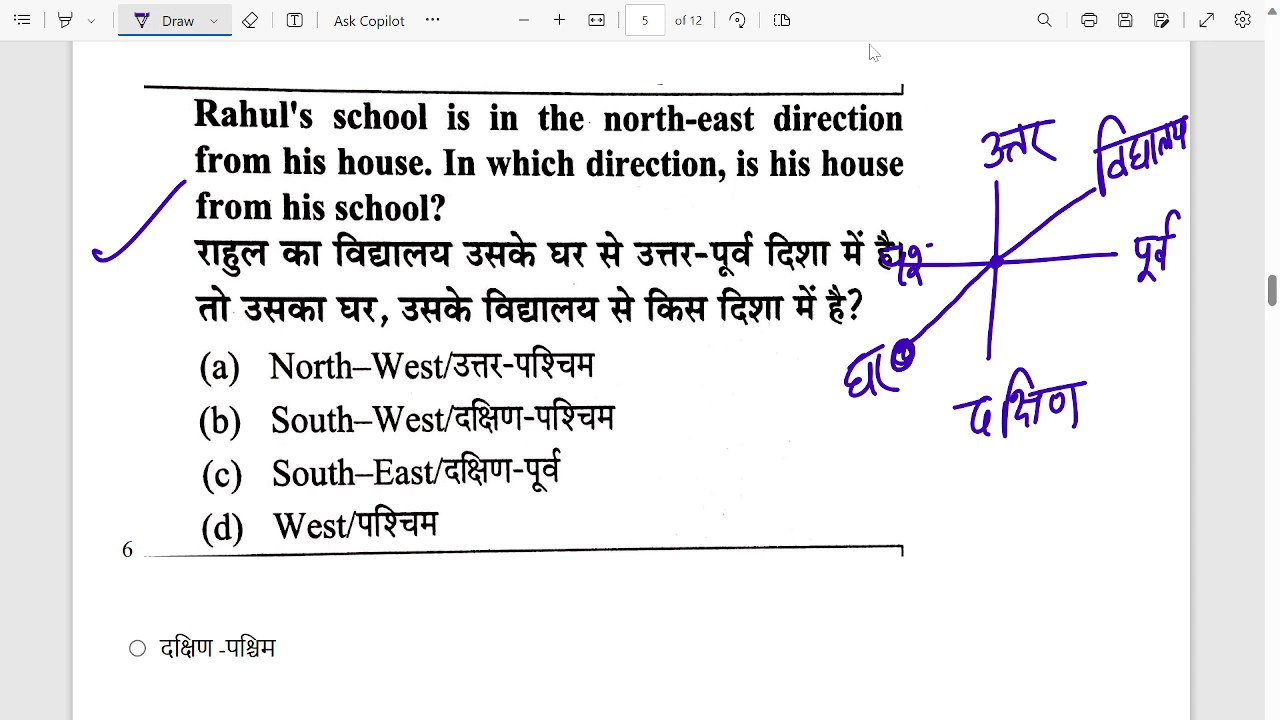 Draw
Ask Copilot
5 of 12
Rahul's school is in the north-east direction
from his house. In which direction, is his house
from his school?
राहुल का विद्यालय उसके घर से उत्तर-पूर्व दिशा में है।
तो उसका घर, उसके विद्यालय से किस दिशा में है?
(a) North–West/उत्तर-पश्चिम
(b) South–West/दक्षिण-पश्चिम
(c) South–East/दक्षिण-पूर्व
(d) West/पश्चिम
6
उत्तर
विद्यालय
पूर्व
घर
दक्षिण
दक्षिण -पश्चिम